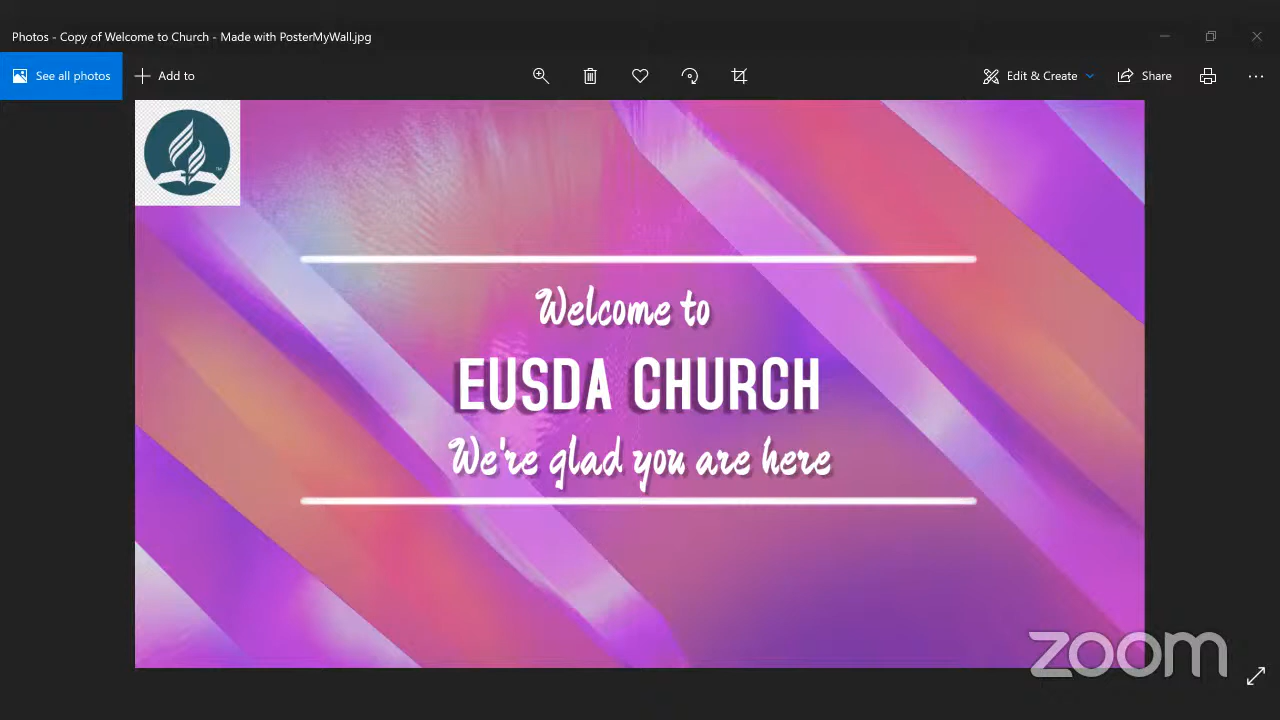 Photos - Copy of Welcome to Church - Made with PosterMyWall.jpg
See all photos
Add to
Edit & Create
Share
Welcome to
EUSDA CHURCH
We're glad you are here
zoom